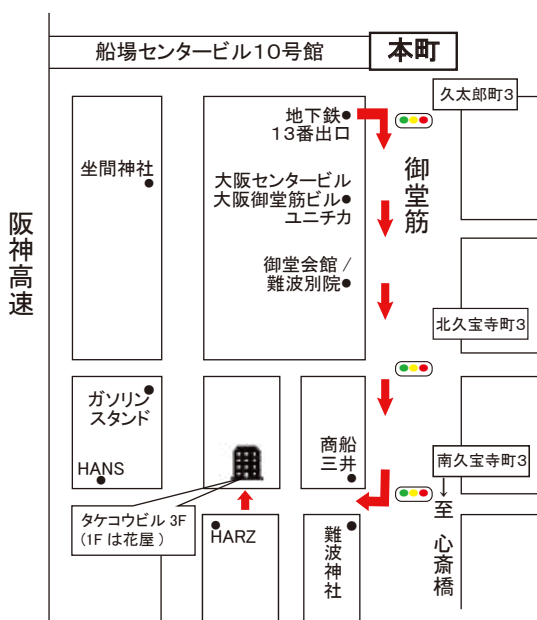 船場センタービル10号館
本町
久太郎町3
地下鉄
13番出口
坐間神社
大阪センタービル
大阪御堂筋ビル
ユニチカ
御堂筋
阪神高速
御堂会館 /
難波別院
北久宝寺町3
ガソリン
スタンド
商船
三井
南久宝寺町3
HANS
タケコウビル 3F
(1F は花屋 )
HARZ
難波神社
→至 心斎橋